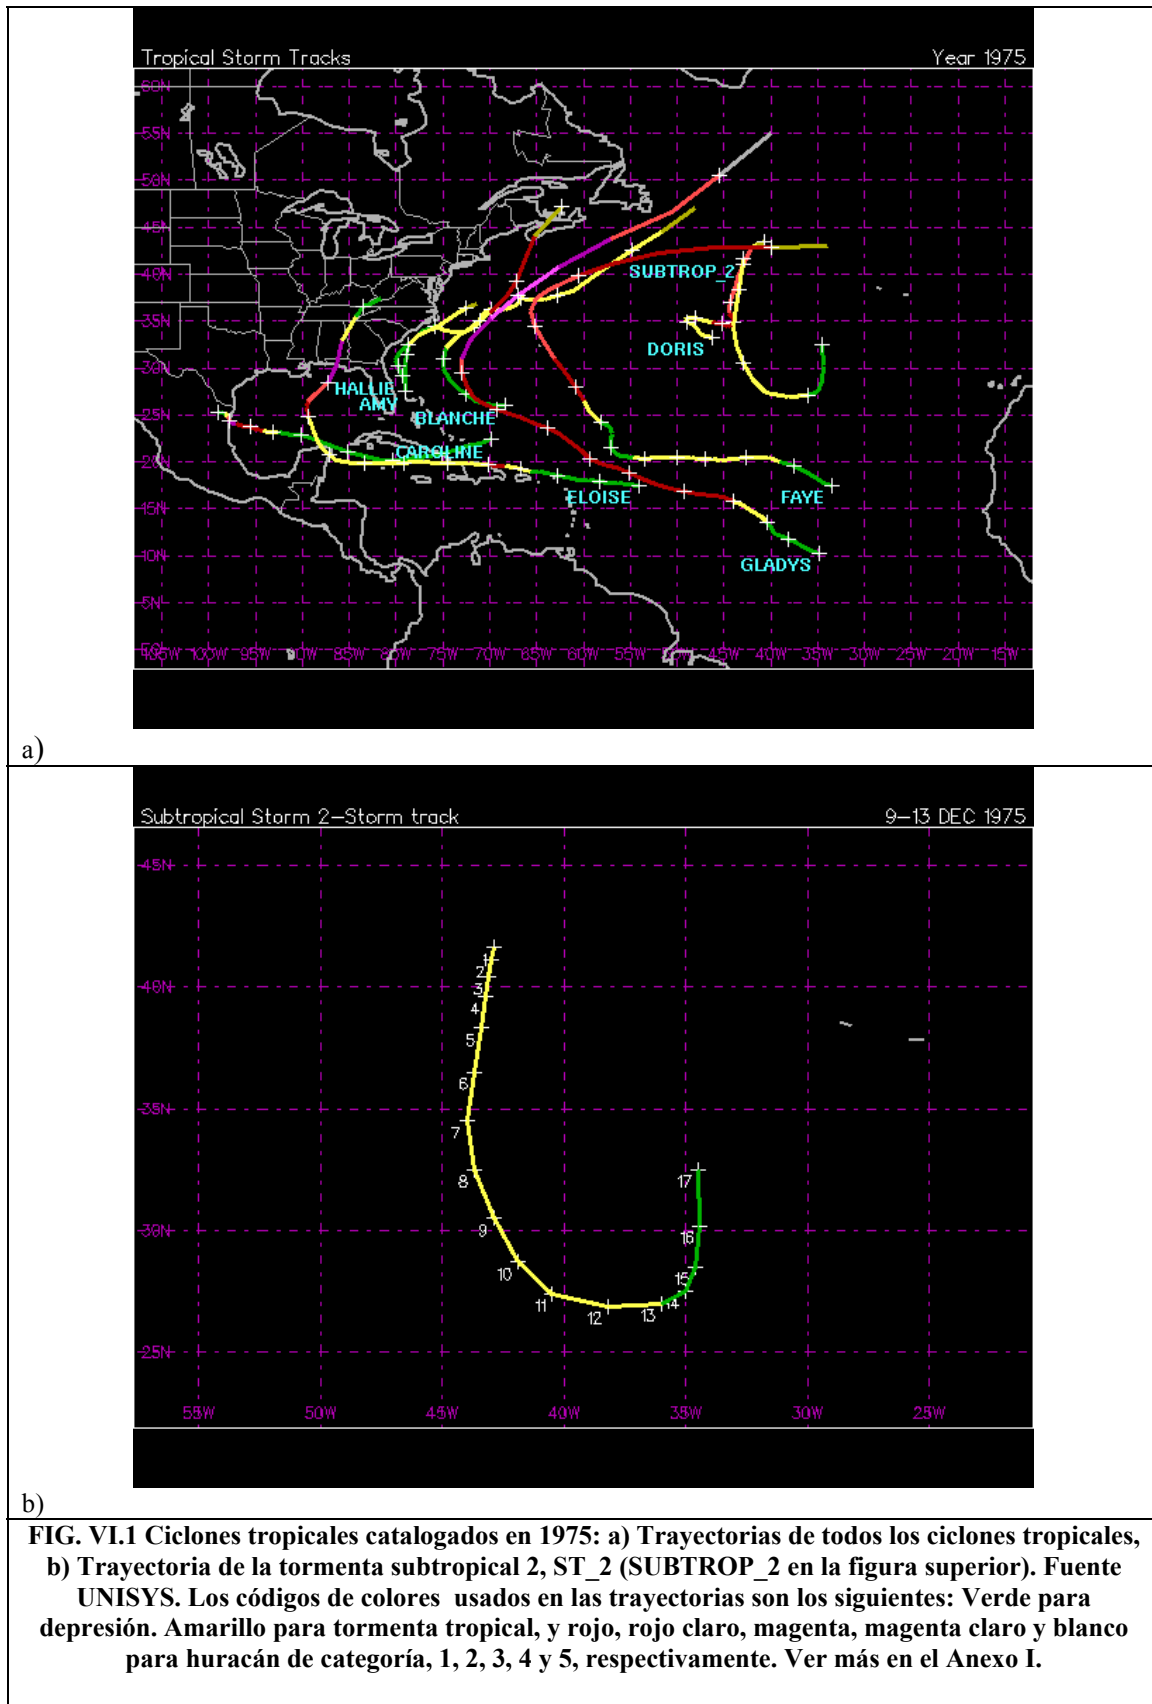 Tropical Storm Tracks Year 1975
60N
55N
50N
45N
40N
35N
30N
25N
20N
15N
10N
5N
SUBTROP_2
DORIS
HALLIE
AMY
BLANCHE
CAROLINE
ELOISE
FAYE
GLADYS
105W 100W 95W 90W 85W 80W 75W 70W 65W 60W 55W 50W 45W 40W 35W 30W 25W 20W 15W
a)
Subtropical Storm 2-Storm track 9-13 DEC 1975
45N
40N
35N
30N
25N
1
2
3
4
5
6
7
8
9
10
11
12
13
14
15
16
17
55W 50W 45W 40W 35W 30W 25W
b)
FIG. VI.1 Ciclones tropicales catalogados en 1975: a) Trayectorias de todos los ciclones tropicales,
b) Trayectoria de la tormenta subtropical 2, ST_2 (SUBTROP_2 en la figura superior). Fuente
UNISYS. Los códigos de colores usados en las trayectorias son los siguientes: Verde para
depresión. Amarillo para tormenta tropical, y rojo, rojo claro, magenta, magenta claro y blanco
para huracán de categoría, 1, 2, 3, 4 y 5, respectivamente. Ver más en el Anexo I.